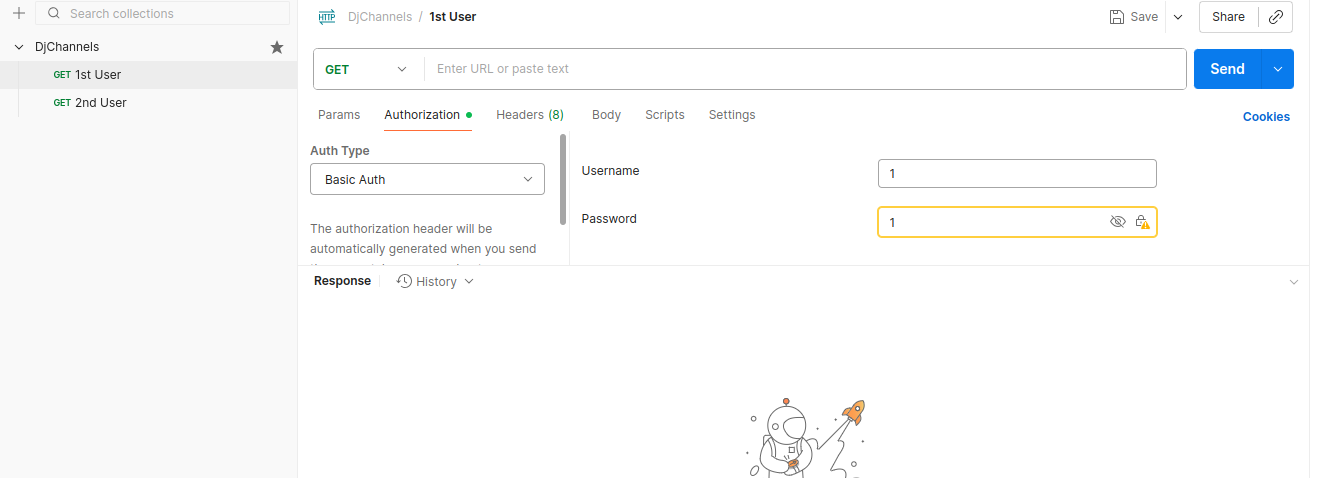 Search collections
DjChannels
GET 1st User
GET 2nd User
HTTP DjChannels / 1st User
Save
Share
GET
Enter URL or paste text
Send
Params
Authorization
Headers (8)
Body
Scripts
Settings
Cookies
Auth Type
Basic Auth
The authorization header will be
automatically generated when you send
Username
1
Password
1
Response
History